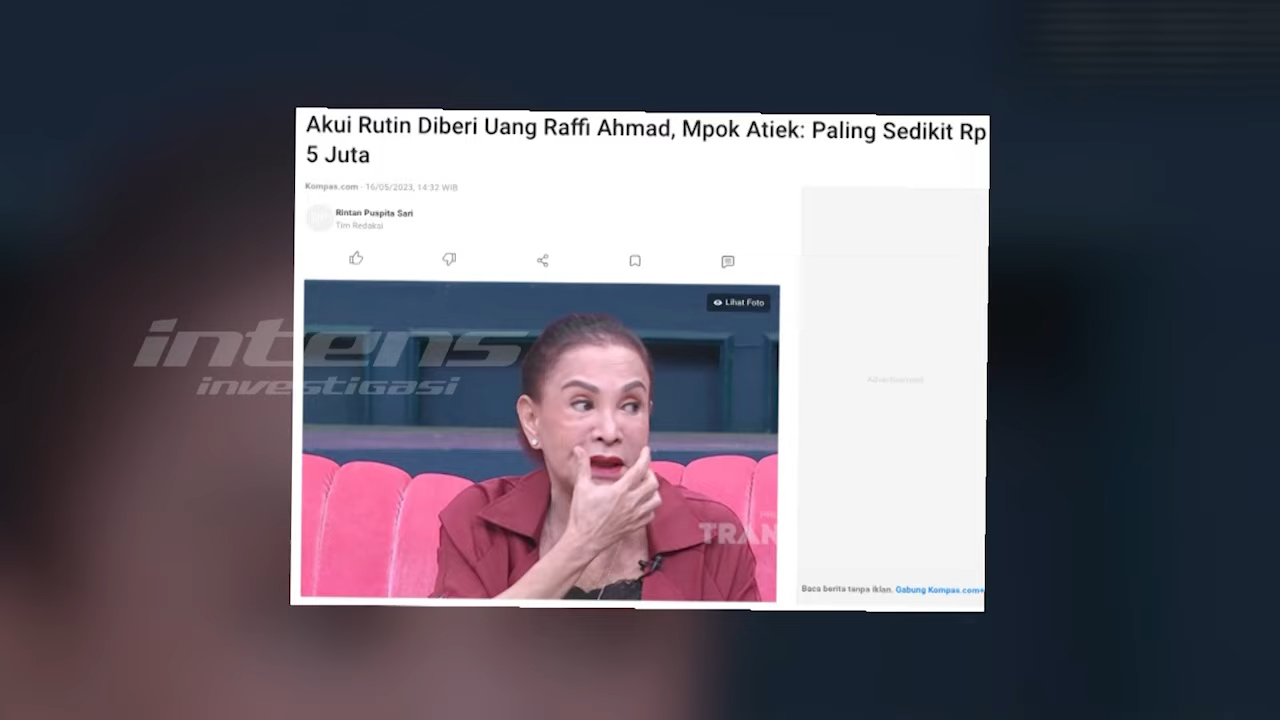 Akui Rutin Diberi Uang Raffi Ahmad, Mpok Atiek: Paling Sedikit Rp
5 Juta
Kompas.com - 16/05/2023, 14:32 WIB
Rintan Puspita Sari
Tim Redaksi
Lihat Foto
intens
investigasi
Advertisement
TRAN
Baca berita tanpa iklan. Gabung Kompas.com+